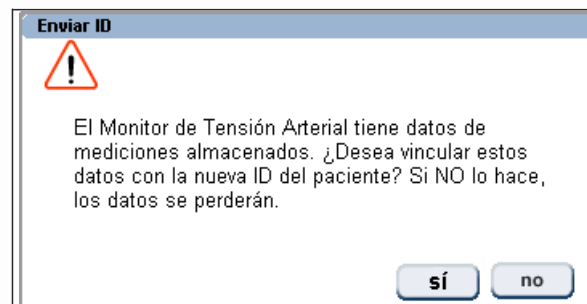 Enviar ID
!
El Monitor de Tensión Arterial tiene datos de
mediciones almacenados. ¿Desea vincular estos
datos con la nueva ID del paciente? Si NO lo hace,
los datos se perderán.
sí no